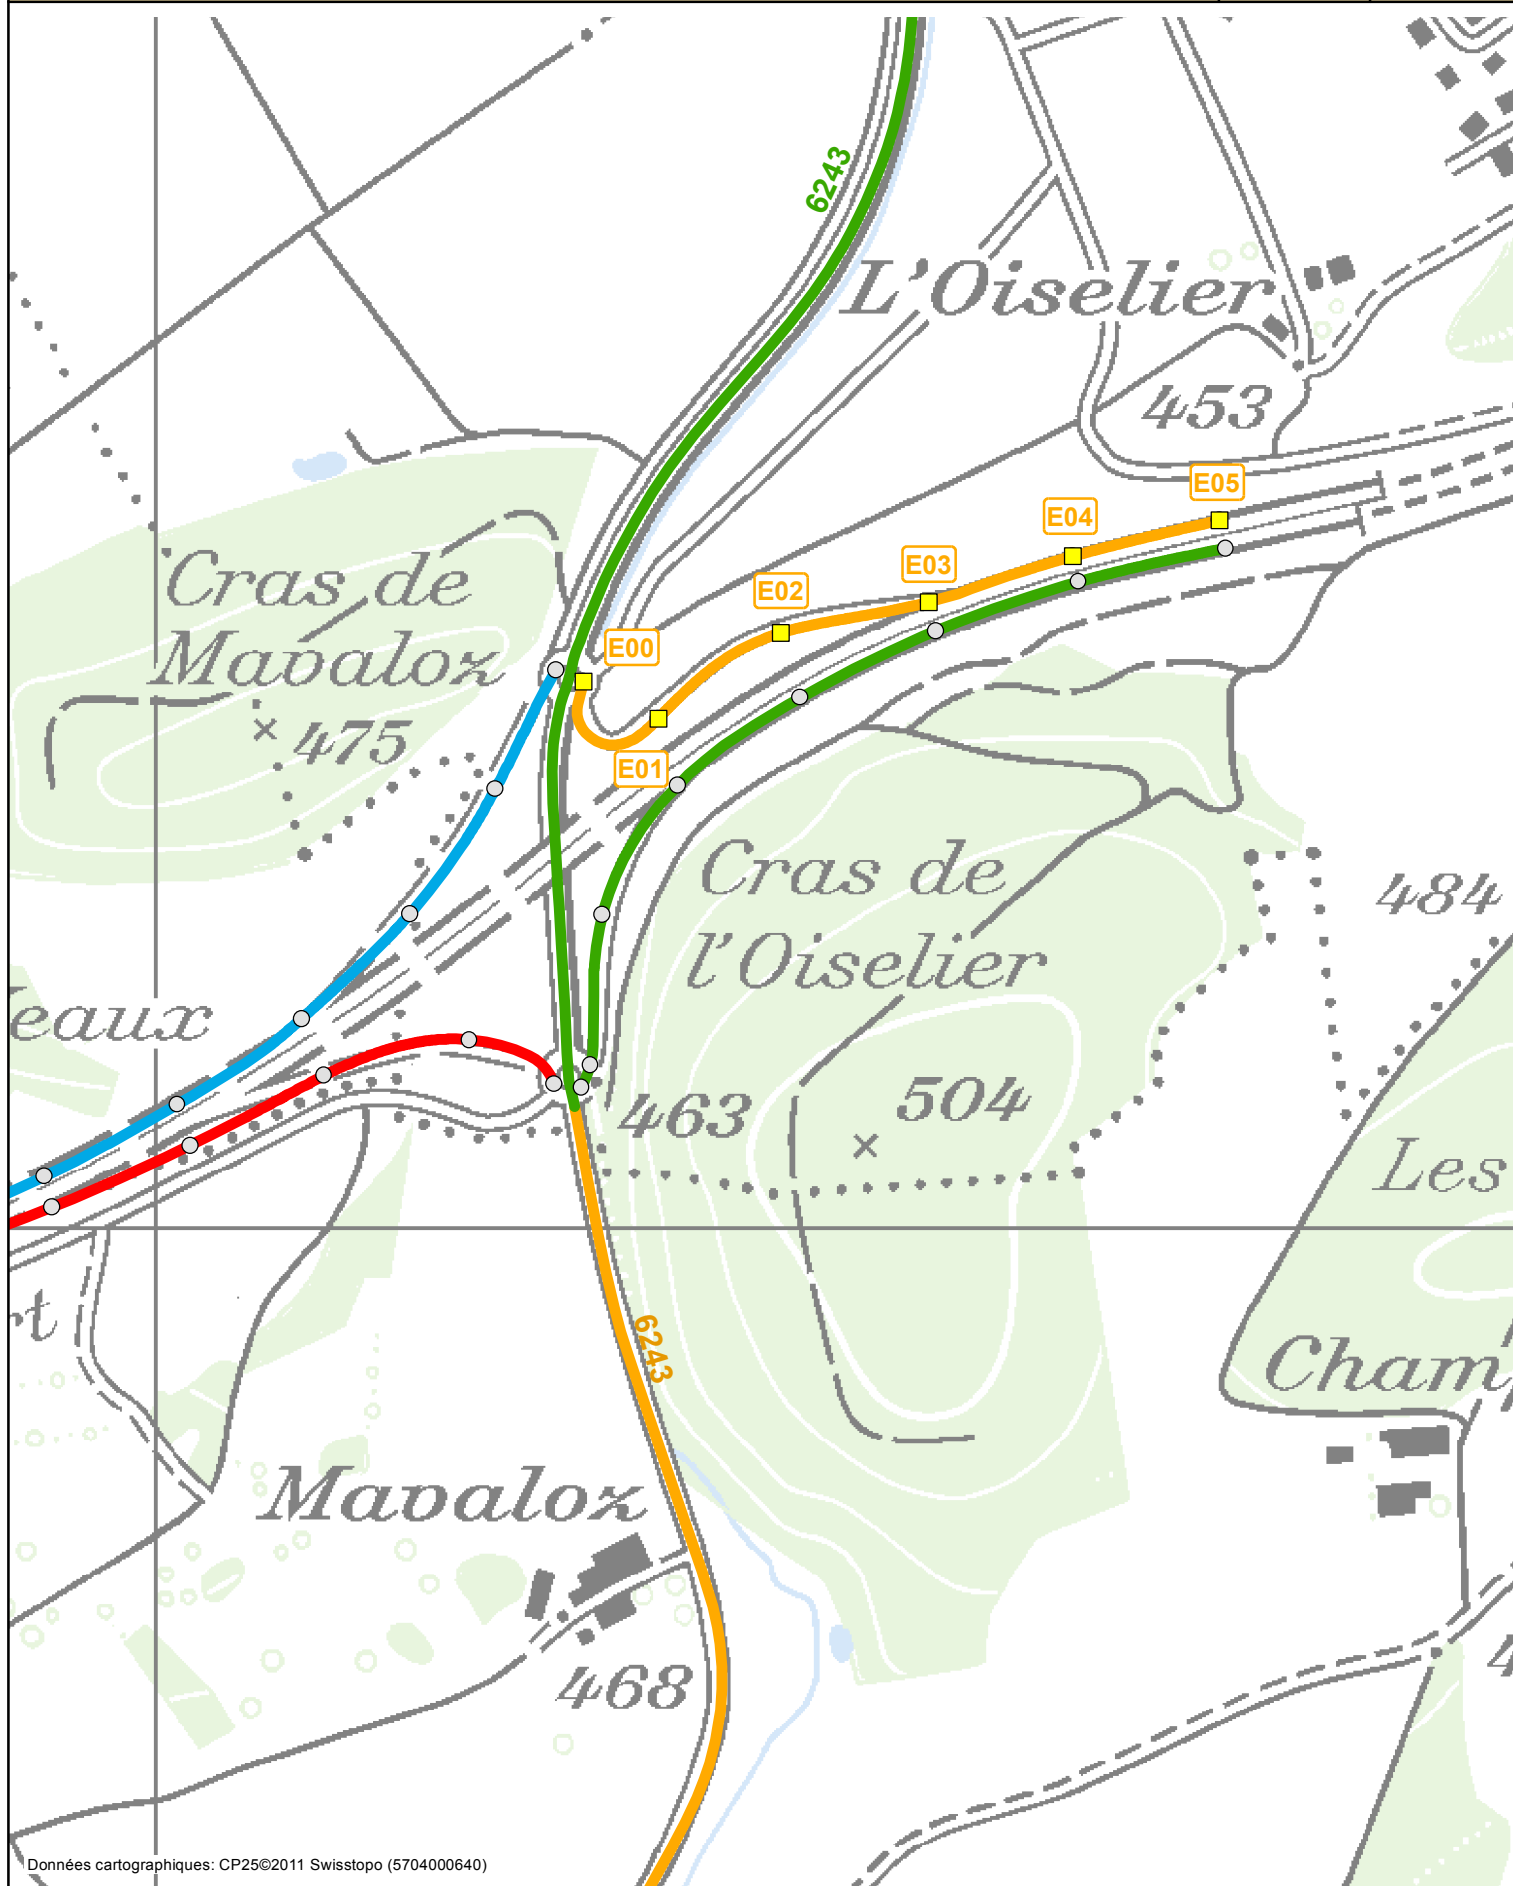 6243
L'Oiselier
453
E05
E04
E03
Cras de
Mavaloz
E02
E00
475
E01
Cras de
l'Oiselier
484
eaux
463
504
Les
rt
6243
Cham
Mavaloz
468
4
Données cartographiques: CP25©2011 Swisstopo (5704000640)